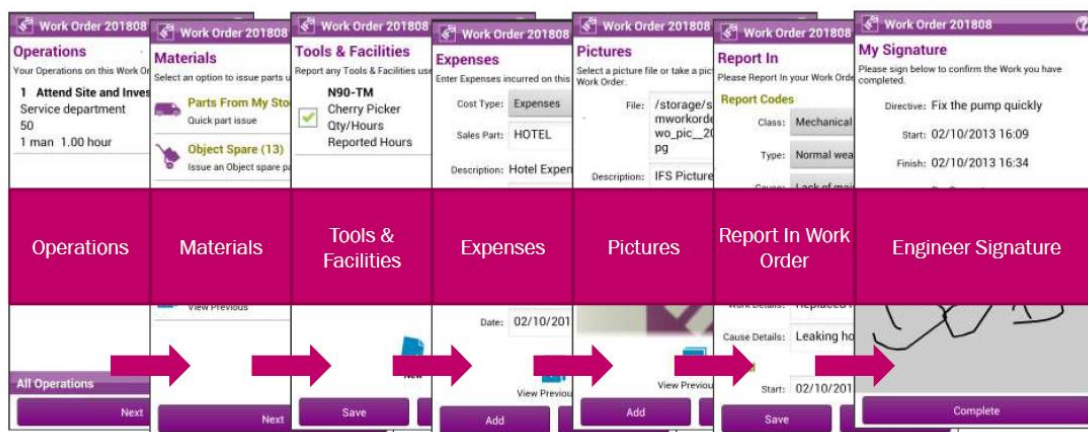 Work Order 201808
Operations
Your Operations on this Work Or
1 Attend Site and Inves
Service department
50
1 man 1.00 hour
Operations
All Operations
Next
Work Order 201808
Materials
Select an option to issue parts u
Parts From My Sto
Quick part issue
Object Spare (13)
Issue an Object spare pa
Materials
View Previous
Next
Work Order 201808
Tools & Facilities
Report any Tools & Facilities use
N90-TM
Cherry Picker
Qty/Hours
Reported Hours
Tools &
Facilities
Save
Work Order 201808
Expenses
Enter Expenses incurred on this
Cost Type: Expenses
Sales Part: HOTEL
Description: Hotel Expen
Expenses
Date: 02/10/201
View Previou
Add
Work Order 201808
Pictures
Select a picture file or take a pic
Work Order.
File: /storage/s
mworkorde
wo_pic__20
pg
Description: IFS Picture
Pictures
View Previou
Add
Work Order 201808
Report In
Please Report In your Work Orde
Report Codes
Class: Mechanical
Type: Normal wea
Cause: Lack of mai
Report In Work
Order
Work Details: Replaced
Cause Details: Leaking ho
Start: 02/10/201
Save
Work Order 201808
My Signature
Please sign below to confirm the Work you have
completed.
Directive: Fix the pump quickly
Start: 02/10/2013 16:09
Finish: 02/10/2013 16:34
Engineer Signature
Complete